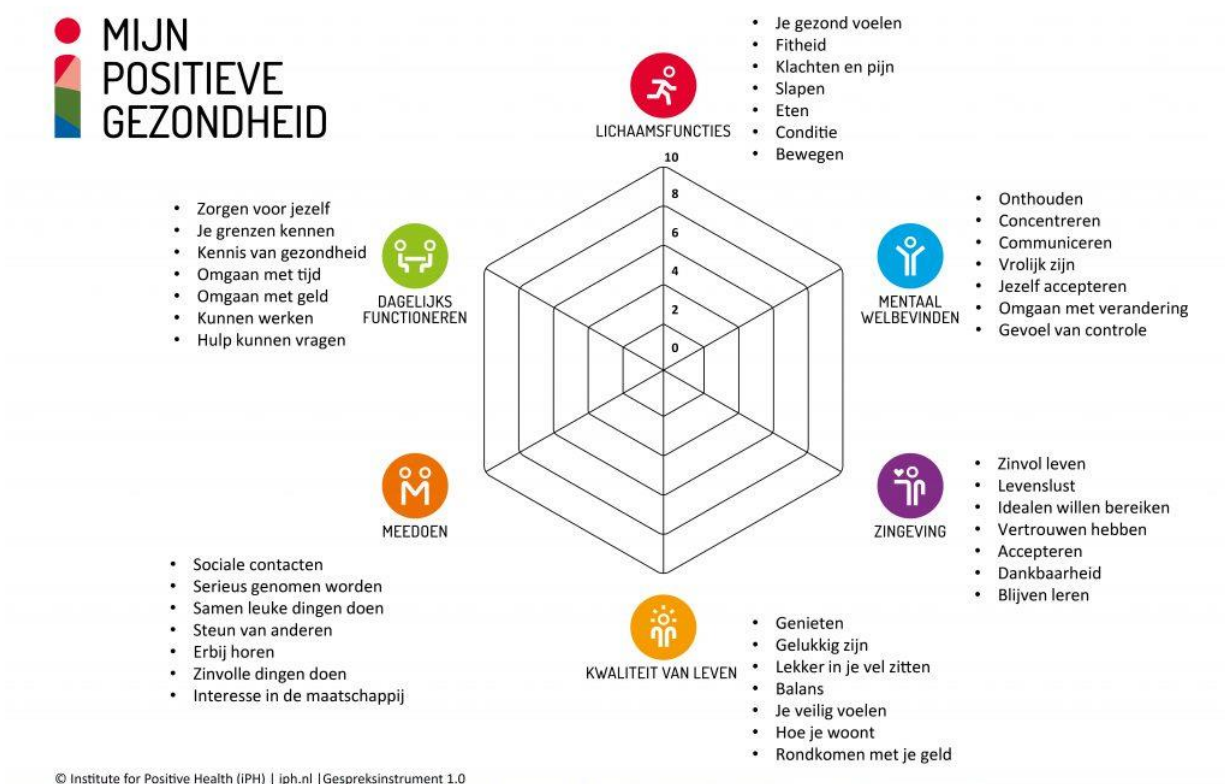 MIJN
POSITIEVE
GEZONDHEID
LICHAAMSFUNCTIES
• Je gezond voelen
• Fitheid
• Klachten en pijn
• Slapen
• Eten
• Conditie
• Bewegen
10
8
6
4
2
0
• Zorgen voor jezelf
• Je grenzen kennen
• Kennis van gezondheid
• Omgaan met tijd
• Omgaan met geld
• Kunnen werken
• Hulp kunnen vragen
DAGELIJKS
FUNCTIONEREN
MENTAAL
WELBEVINDEN
• Onthouden
• Concentreren
• Communiceren
• Vrolijk zijn
• Jezelf accepteren
• Omgaan met verandering
• Gevoel van controle
MEEDOEN
• Sociale contacten
• Serieus genomen worden
• Samen leuke dingen doen
• Steun van anderen
• Erbij horen
• Zinvolle dingen doen
• Interesse in de maatschappij
ZINGEVING
• Zinvol leven
• Levenslust
• Idealen willen bereiken
• Vertrouwen hebben
• Accepteren
• Dankbaarheid
• Blijven leren
KWALITEIT VAN LEVEN
• Genieten
• Gelukkig zijn
• Lekker in je vel zitten
• Balans
• Je veilig voelen
• Hoe je woont
• Rondkomen met je geld
© Institute for Positive Health (iPH) | iph.nl |Gespreksinstrument 1.0